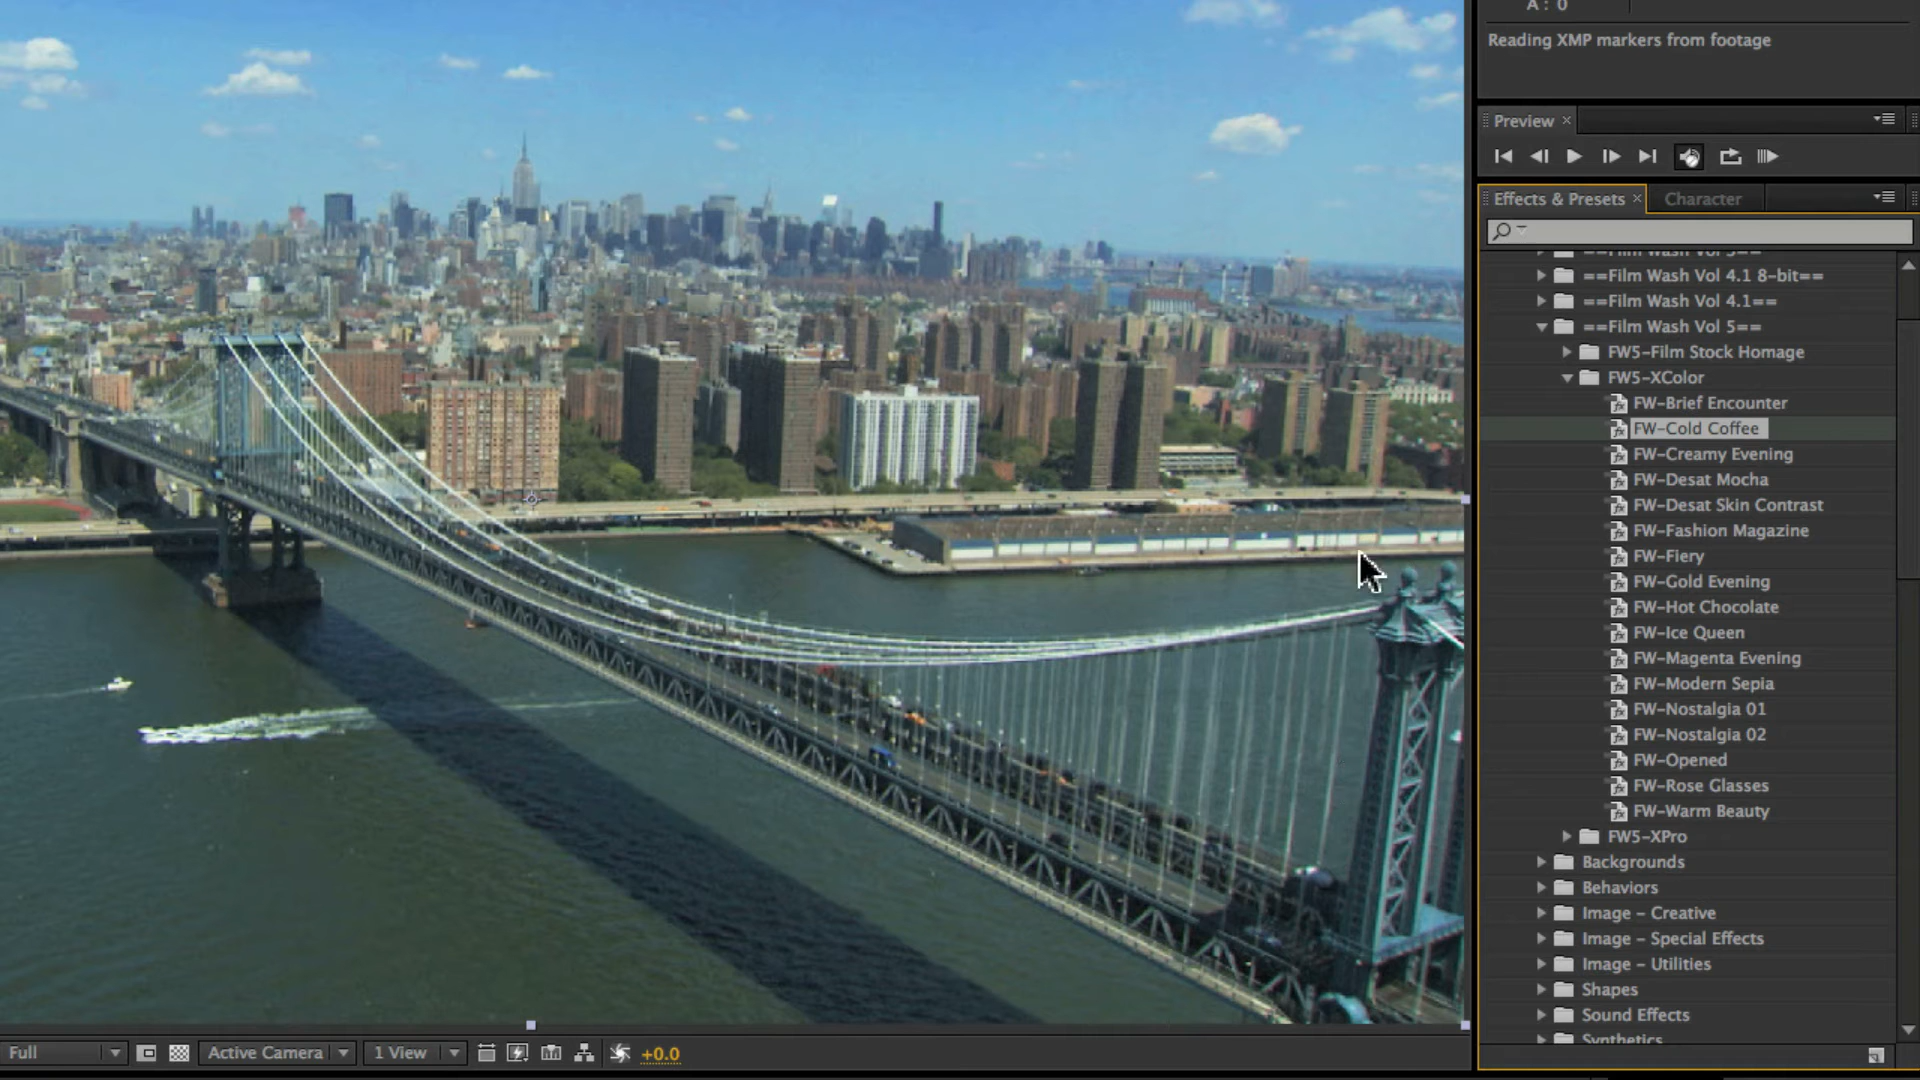 A : 0
Reading XMP markers from footage
Preview ×
Effects & Presets × Character
==Film Wash Vol 3==
==Film Wash Vol 4.1 8-bit==
==Film Wash Vol 4.1==
==Film Wash Vol 5==
FW5-Film Stock Homage
FW5-XColor
FW-Brief Encounter
FW-Cold Coffee
FW-Creamy Evening
FW-Desat Mocha
FW-Desat Skin Contrast
FW-Fashion Magazine
FW-Fiery
FW-Gold Evening
FW-Hot Chocolate
FW-Ice Queen
FW-Magenta Evening
FW-Modern Sepia
FW-Nostalgia 01
FW-Nostalgia 02
FW-Opened
FW-Rose Glasses
FW-Warm Beauty
FW5-XPro
Backgrounds
Behaviors
Image - Creative
Image - Special Effects
Image - Utilities
Shapes
Sound Effects
Synthetics
Full Active Camera 1 View +0.0